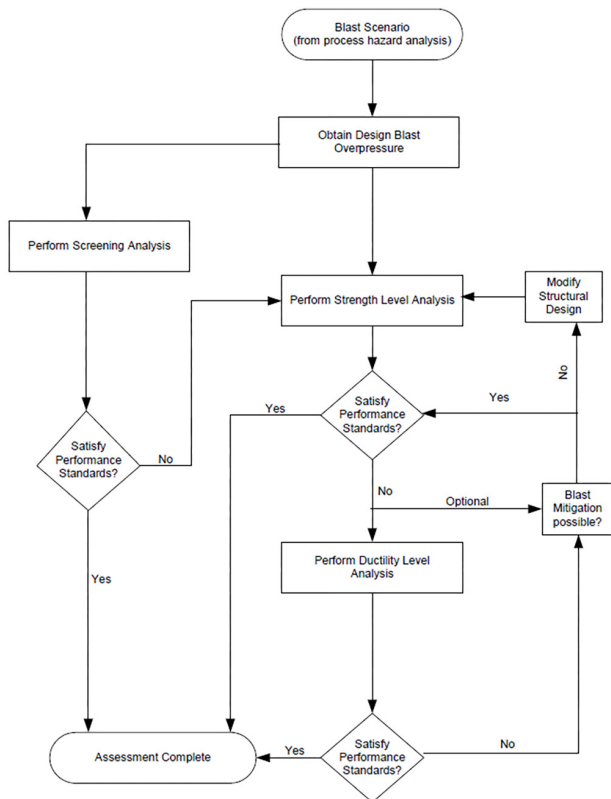 Blast Scenario
(from process hazard analysis)
Obtain Design Blast
Overpressure
Perform Screening Analysis
Perform Strength Level Analysis
Modify
Structural
Design
No
Yes
Satisfy
Performance
Standards?
Yes
Satisfy
Performance
Standards?
No
No
Optional
Blast
Mitigation
possible?
Yes
Perform Ductility Level
Analysis
Assessment Complete
Yes
Satisfy
Performance
Standards?
No